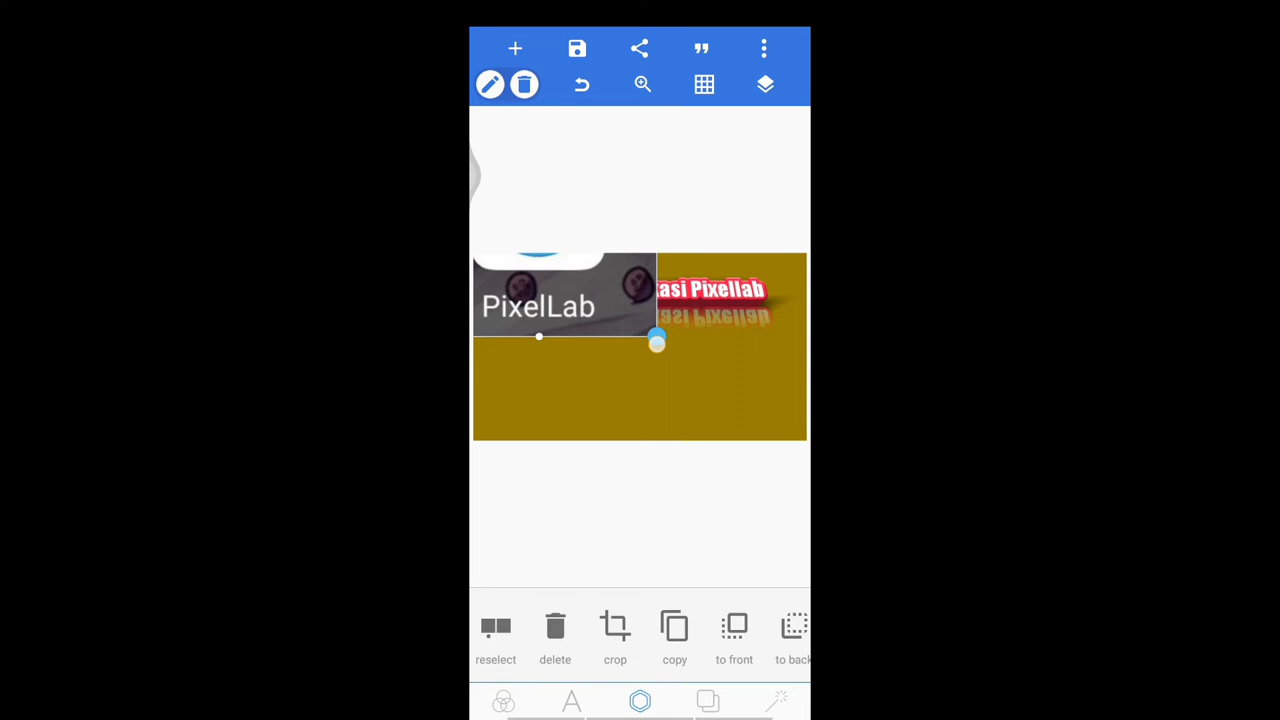 PixelLab
asi Pixellab
reselect
delete
crop
copy
to front
to back